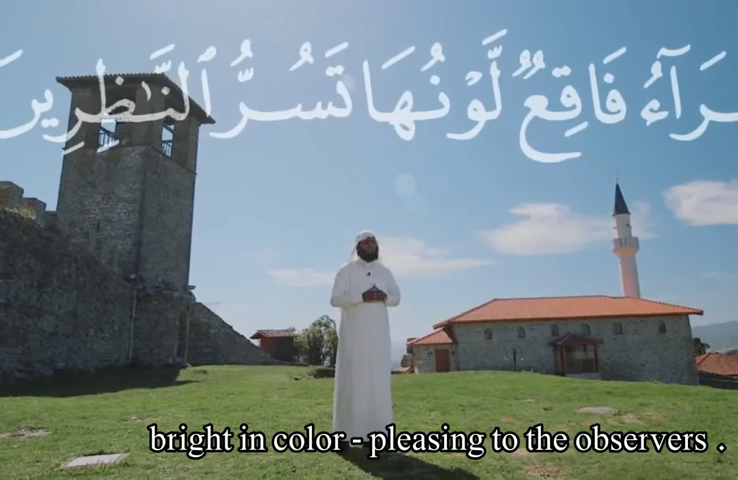 رَآءُ فَاقِعٌ لَّوْنُهَا تَسُرُّ ٱلنَّٰظِرِينَ
bright in color - pleasing to the observers .